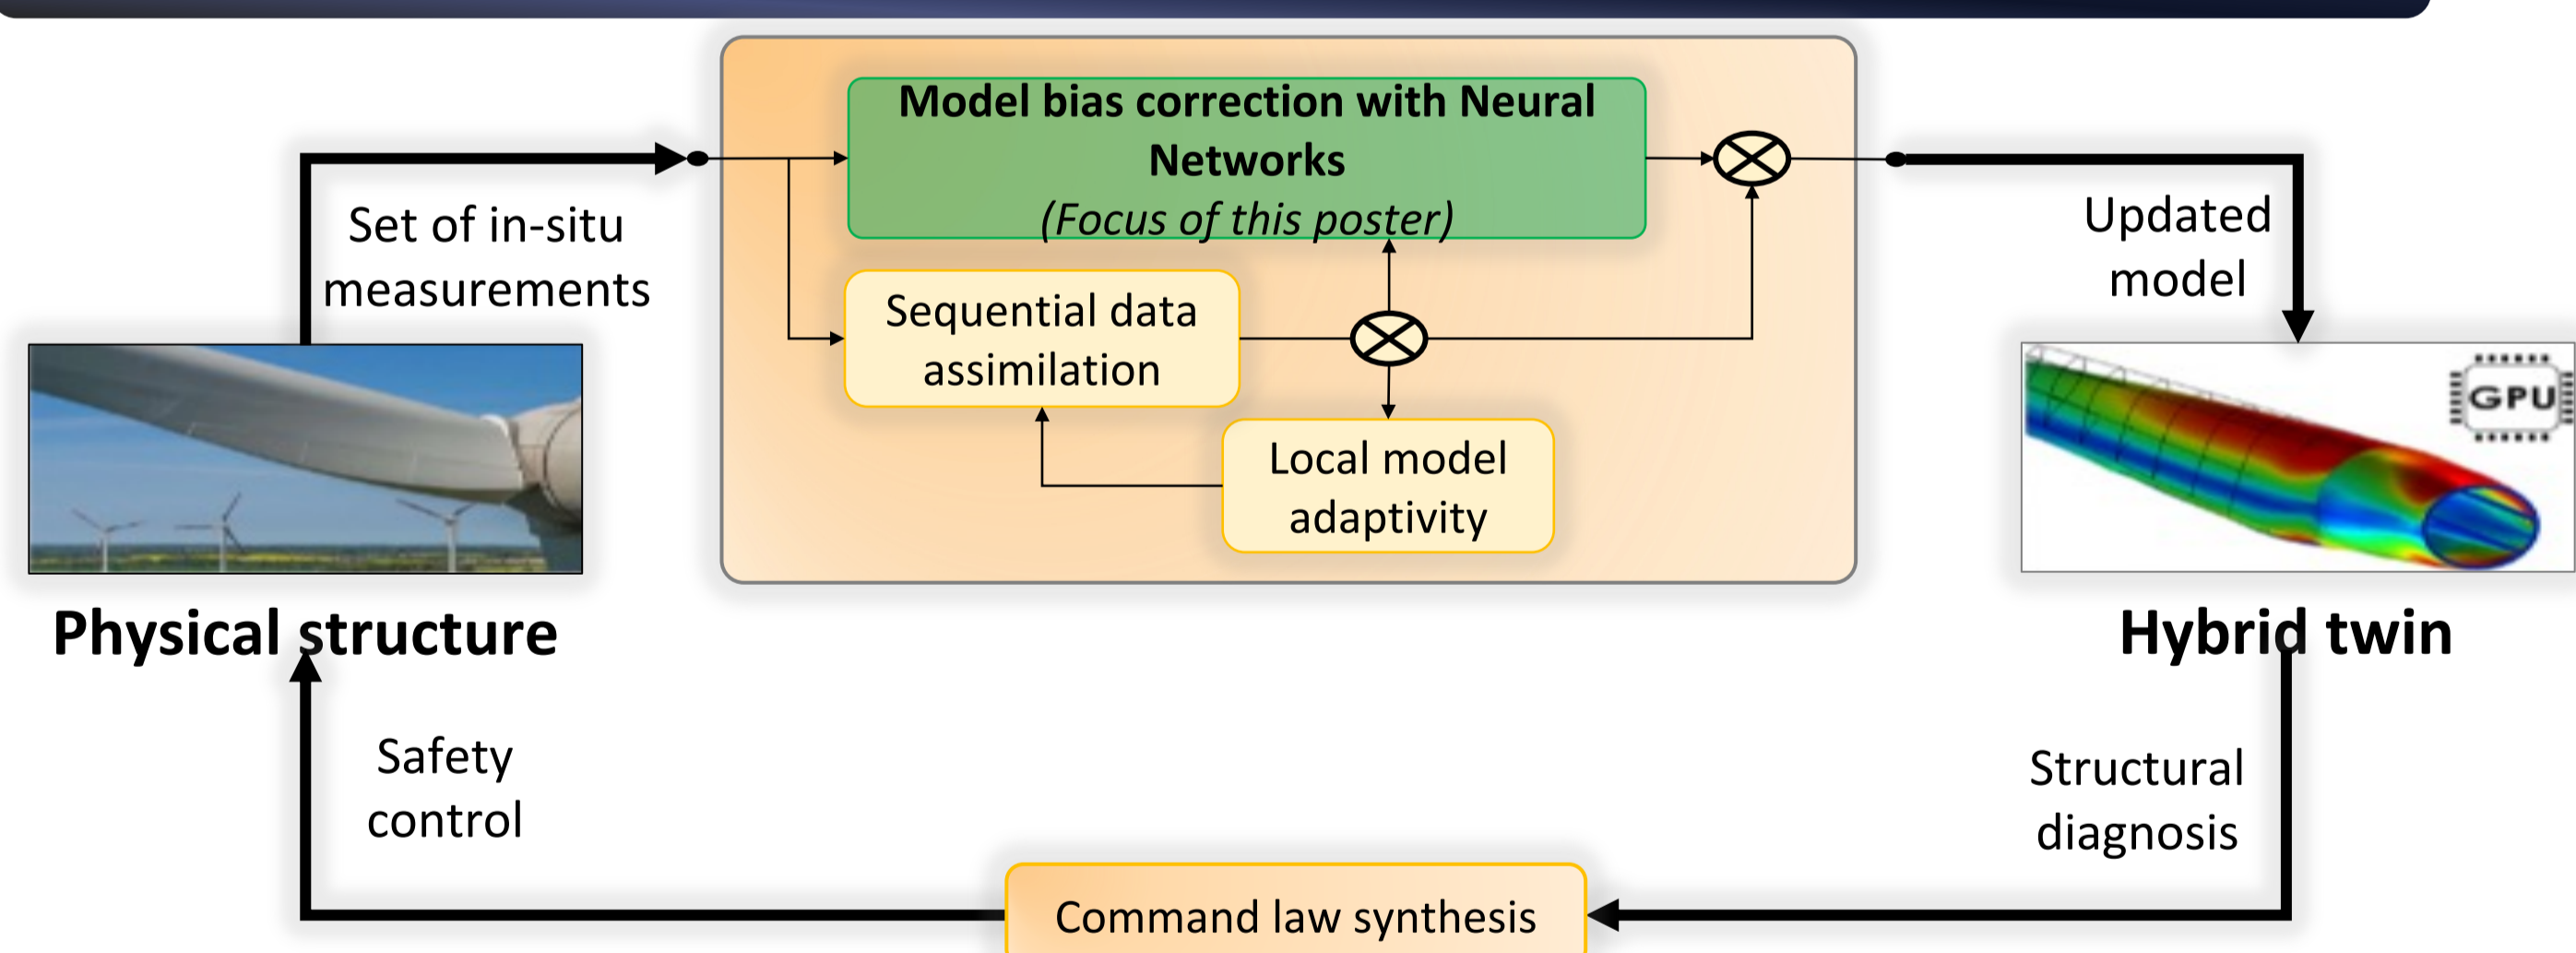 Model bias correction with Neural
Networks
(Focus of this poster)
Set of in-situ
measurements
Updated
model
Sequential data
assimilation
GPU
Local model
adaptivity
Physical structure
Hybrid twin
Safety
control
Structural
diagnosis
Command law synthesis